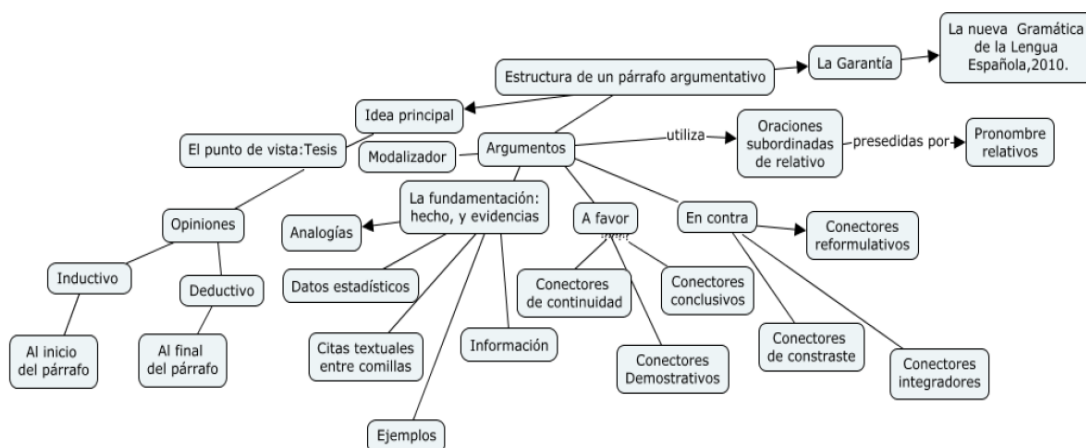 La nueva Gramática
de la Lengua
Española,2010.
La Garantía
Estructura de un párrafo argumentativo
Idea principal
El punto de vista:Tesis
Modalizador
Argumentos
utiliza
Oraciones
subordinadas
de relativo
presedidas por
Pronombre
relativos
La fundamentación:
hecho, y evidencias
Opiniones
Analogías
A favor
En contra
Conectores
reformulativos
Inductivo
Deductivo
Datos estadísticos
Conectores
de continuidad
Conectores
conclusivos
Al inicio
del párrafo
Al final
del párrafo
Citas textuales
entre comillas
Información
Conectores
Demostrativos
Conectores
de constraste
Conectores
integradores
Ejemplos